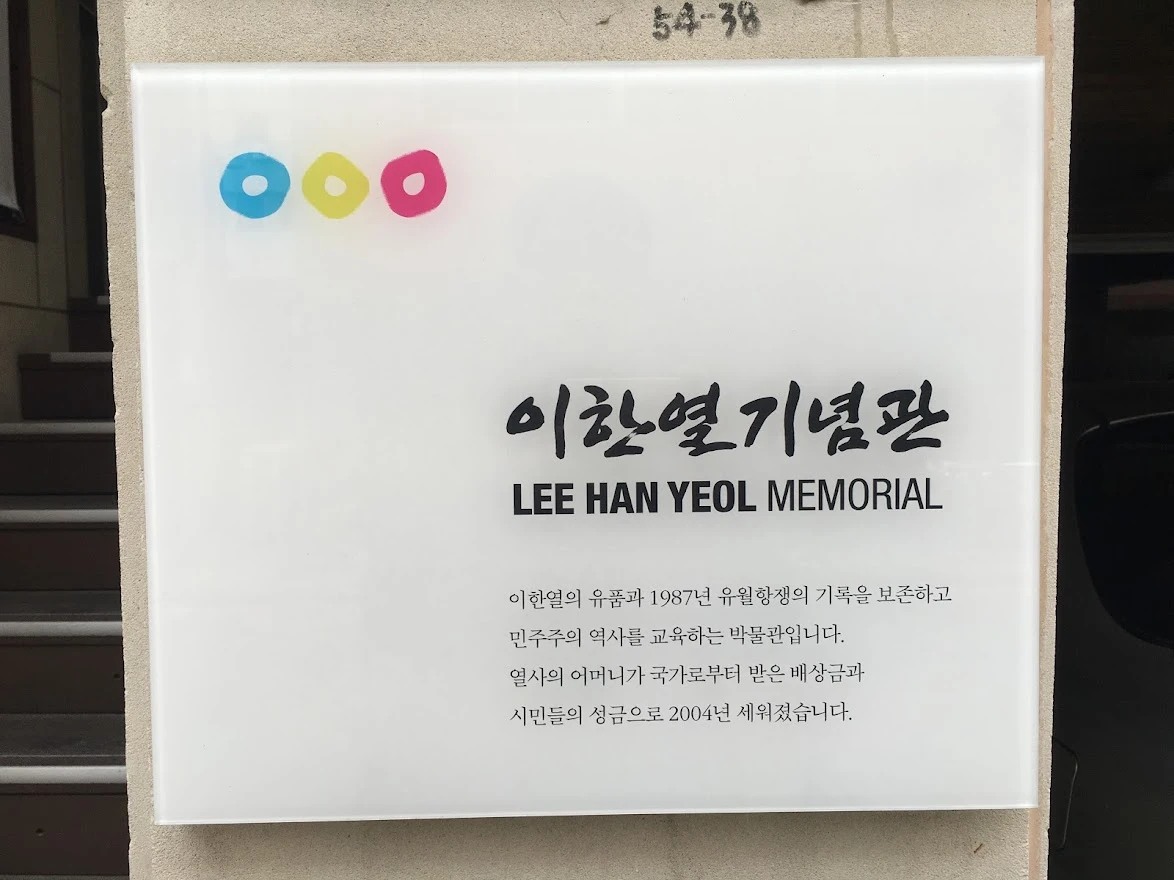 54-38
이한열기념관
LEE HAN YEOL MEMORIAL
이한열의 유품과 1987년 유월항쟁의 기록을 보존하고
민주주의 역사를 교육하는 박물관입니다.
열사의 어머니가 국가로부터 받은 배상금과
시민들의 성금으로 2004년 세워졌습니다.